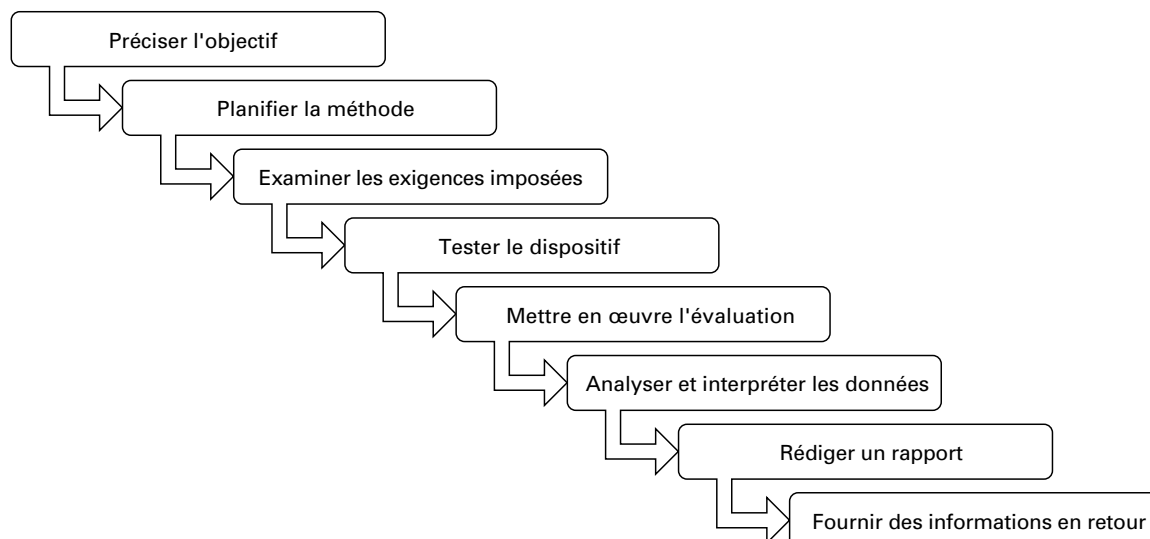 Préciser l'objectif
Planifier la méthode
Examiner les exigences imposées
Tester le dispositif
Mettre en œuvre l'évaluation
Analyser et interpréter les données
Rédiger un rapport
Fournir des informations en retour